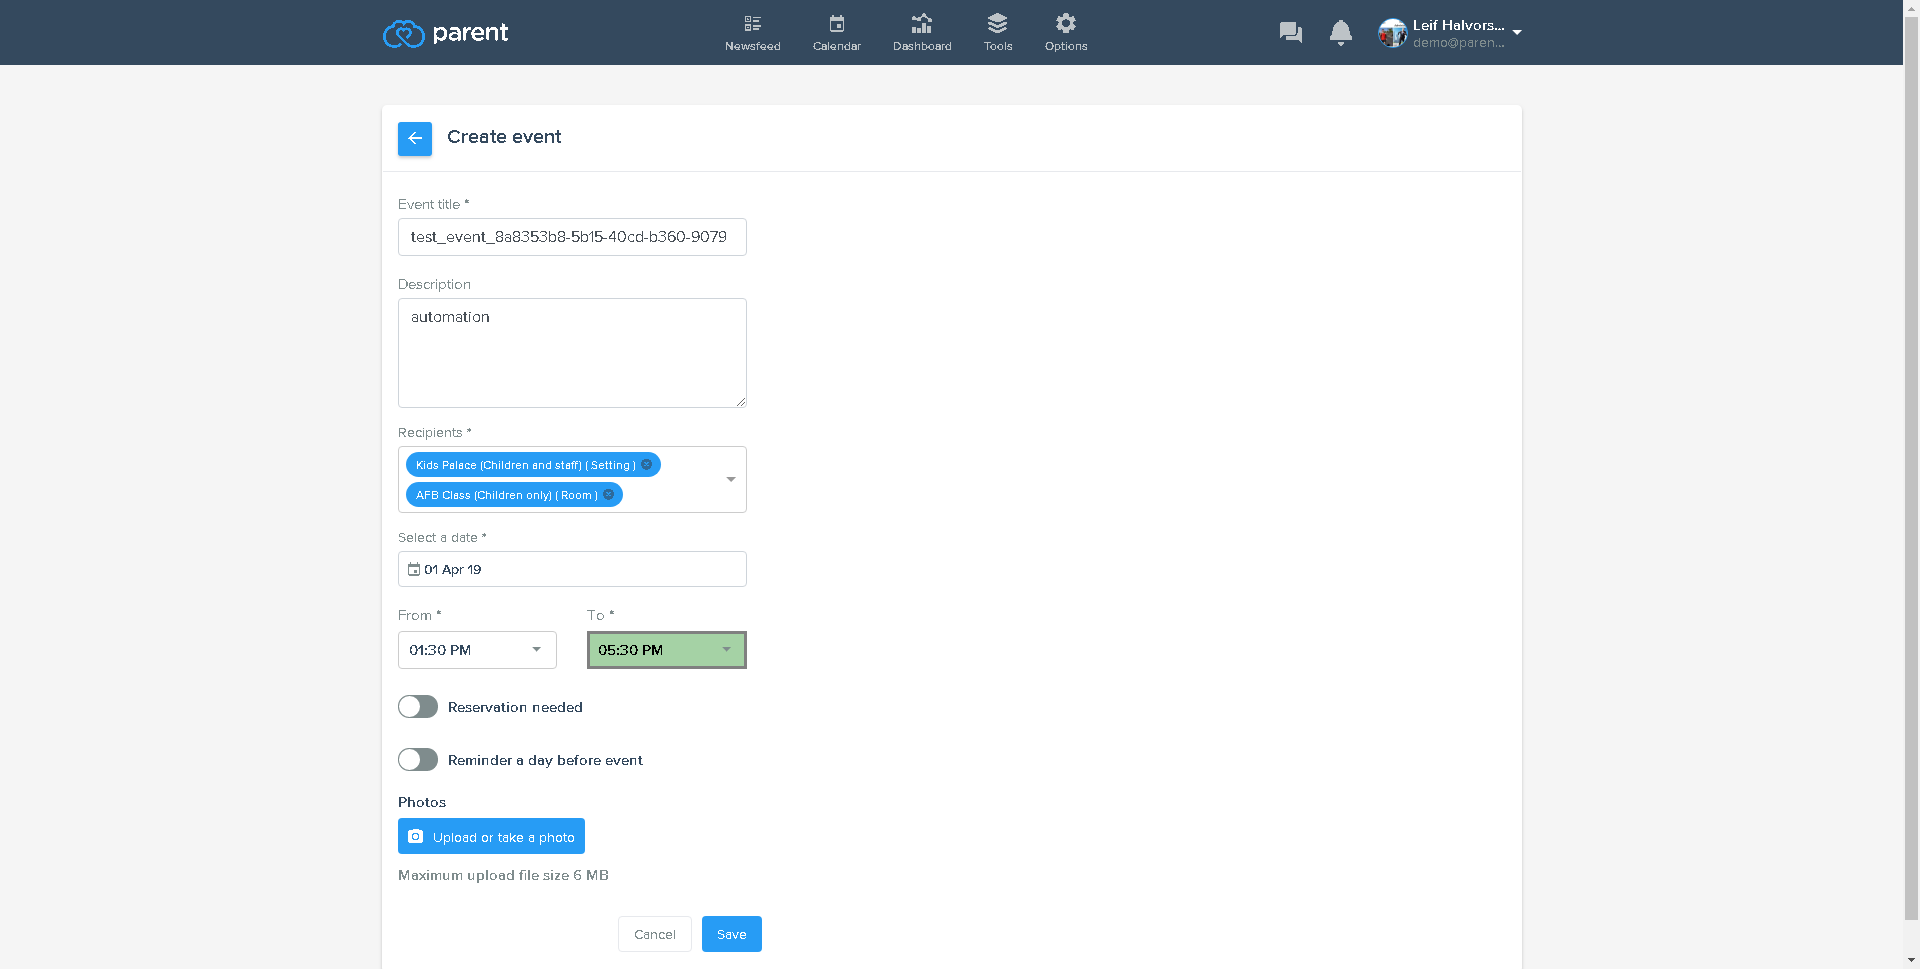 parent
Newsfeed
Calendar
Dashboard
Tools
Options
Leif Halvors...
demo@paren...
Create event
Event title *
test_event_8a8353b8-5b15-40cd-b360-9079
Description
automation
Recipients *
Kids Palace (Children and staff) ( Setting )
AFB Class (Children only) ( Room )
Select a date *
01 Apr 19
From *
To *
01:30 PM
05:30 PM
Reservation needed
Reminder a day before event
Photos
Upload or take a photo
Maximum upload file size 6 MB
Cancel
Save